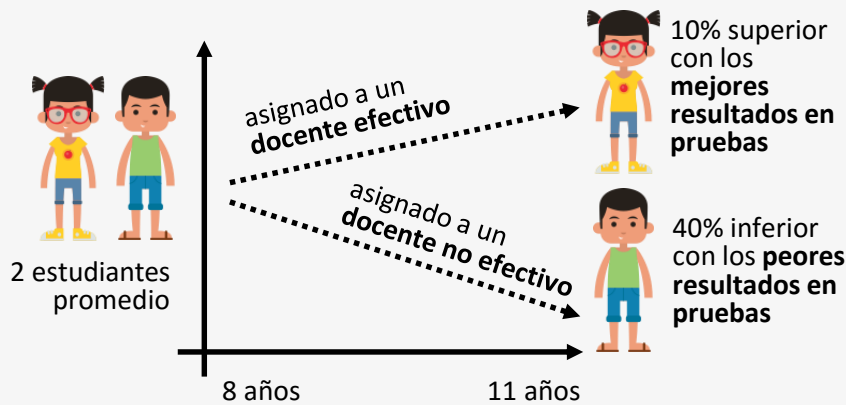 2 estudiantes
promedio
asignado a un
docente efectivo
asignado a un
docente no efectivo
10% superior
con los
mejores
resultados en
pruebas
40% inferior
con los peores
resultados en
pruebas
8 años
11 años